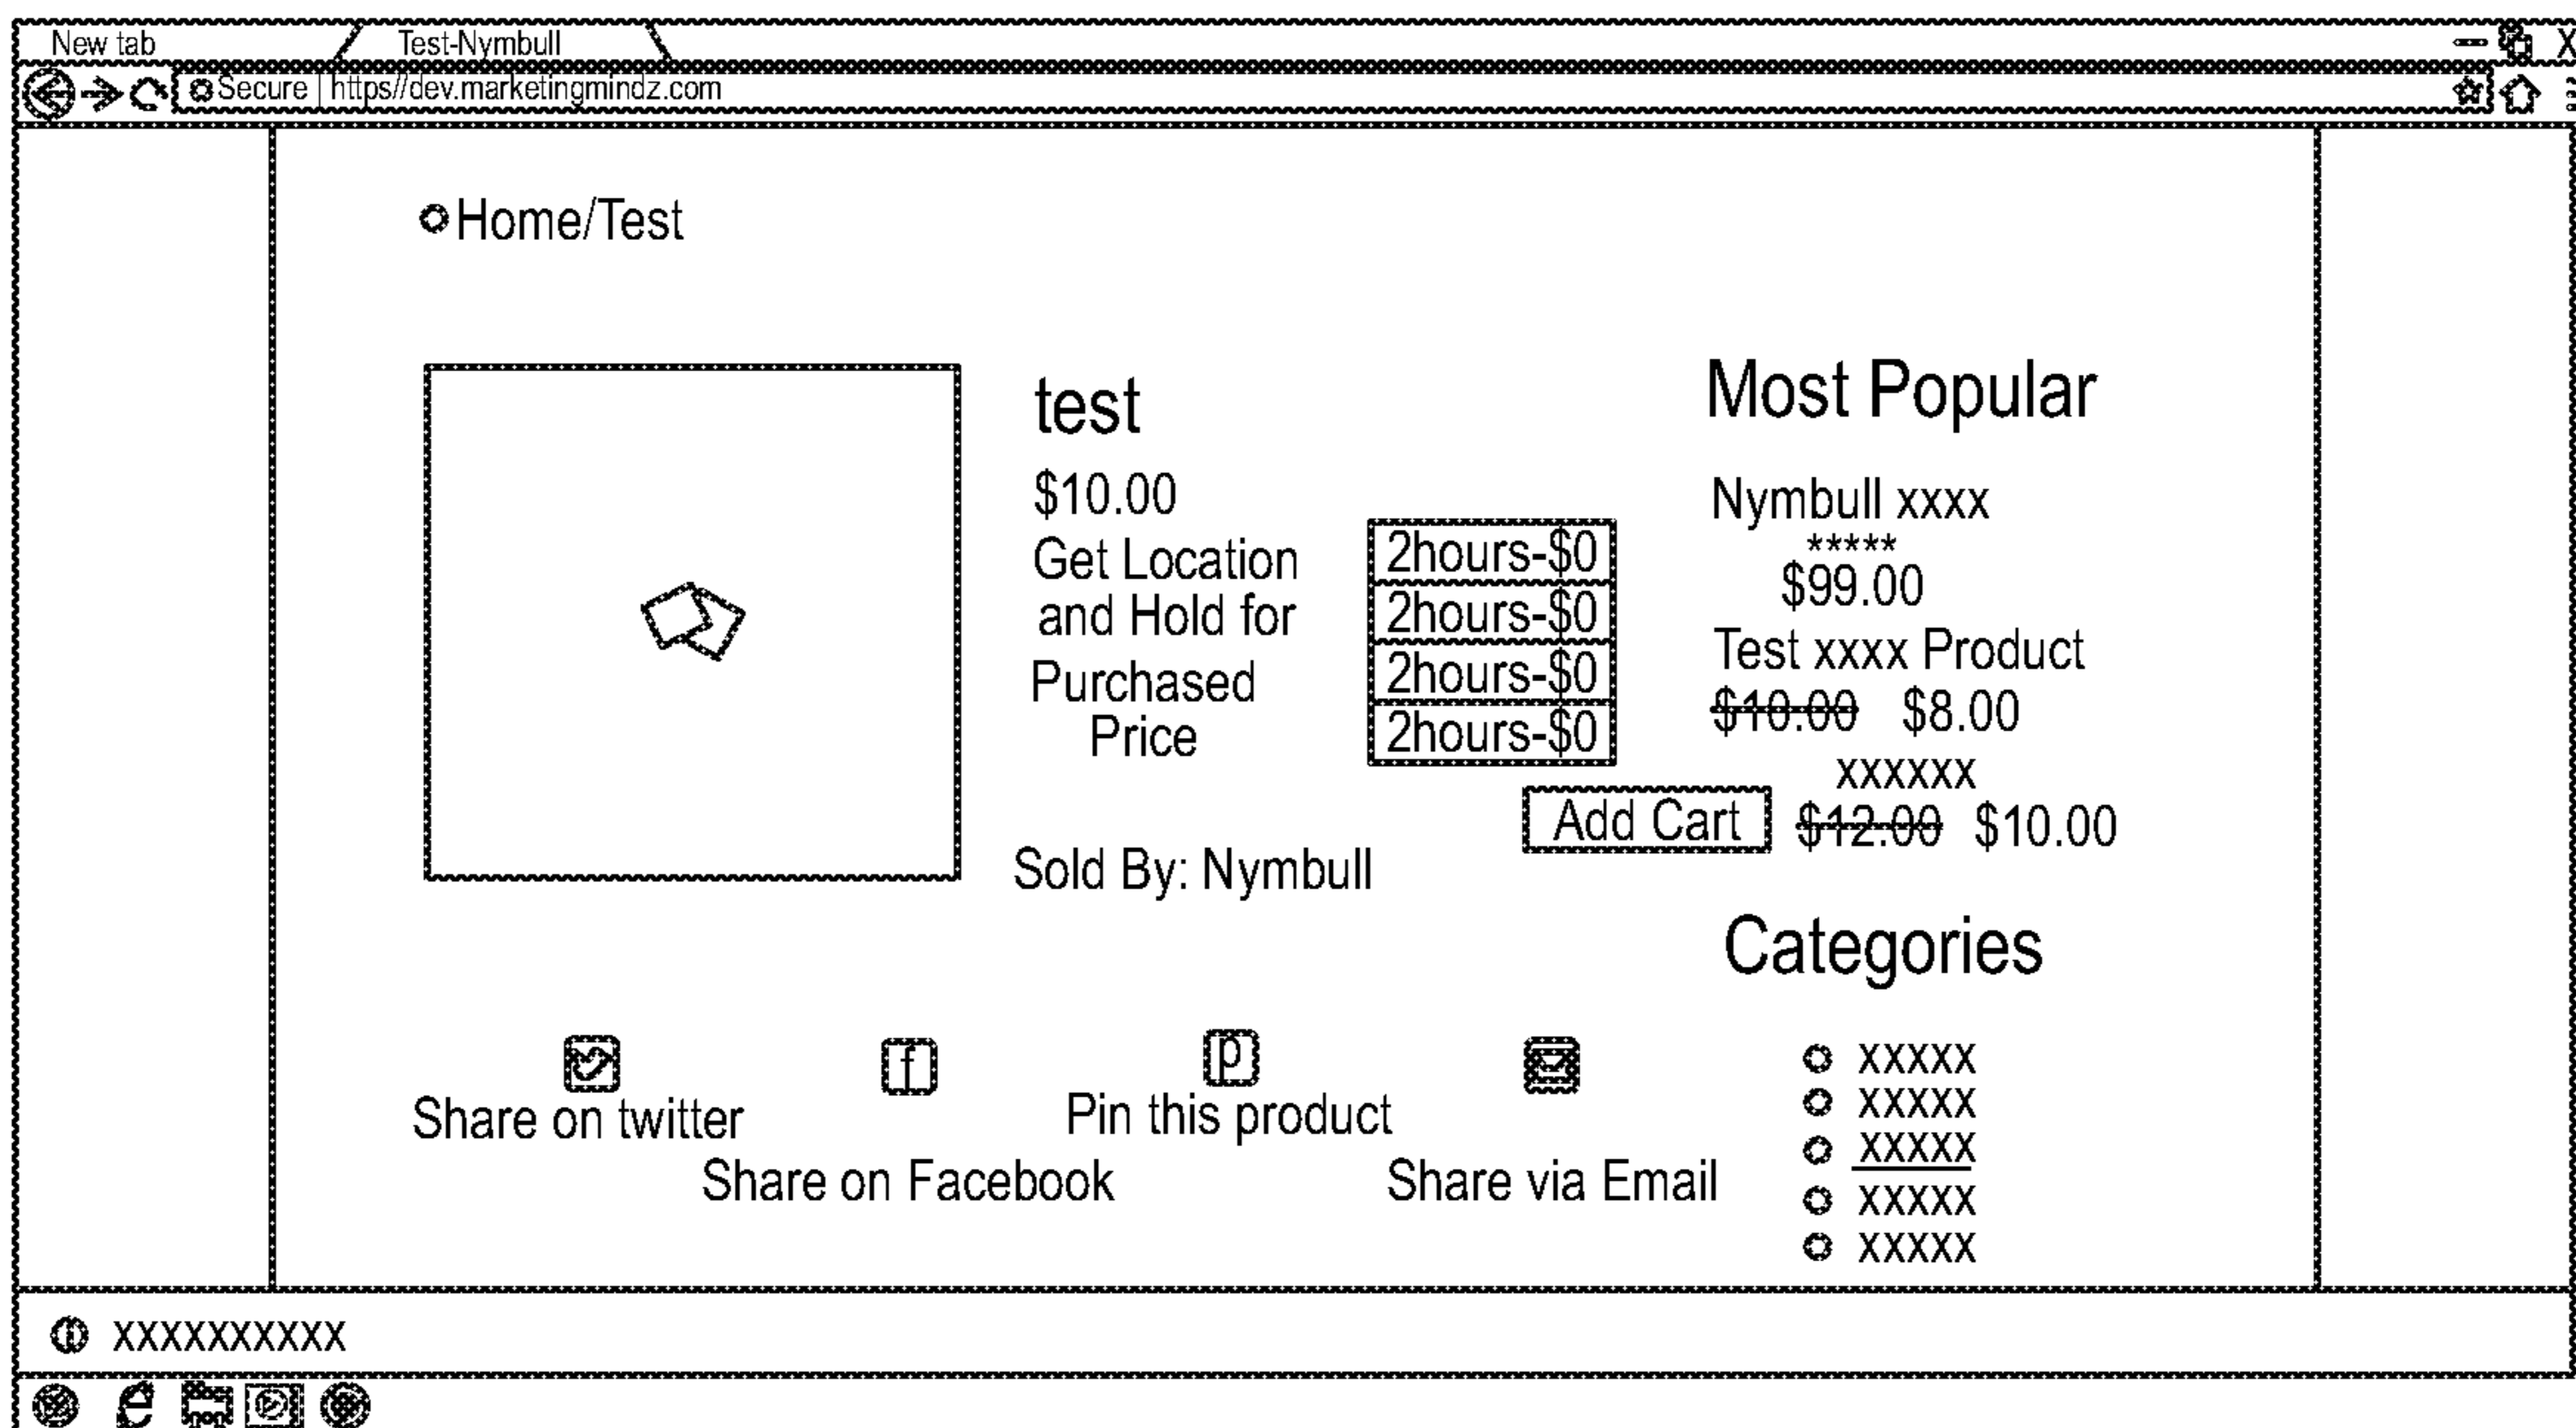 New tab
Test-Nymbull
X
Secure | https//dev.marketingmindz.com
Home/Test
test
$10.00
Get Location
and Hold for
Purchased
Price
2hours-$0
2hours-$0
2hours-$0
2hours-$0
Add Cart
Sold By: Nymbull
Most Popular
Nymbull xxxx
*****
$99.00
Test xxxx Product
$10.00 $8.00
xxxxxx
$12.00 $10.00
Categories
XXXXX
XXXXX
XXXXX
XXXXX
XXXXX
f
p
Share on twitter
Share on Facebook
Pin this product
Share via Email
XXXXXXXXXX
e